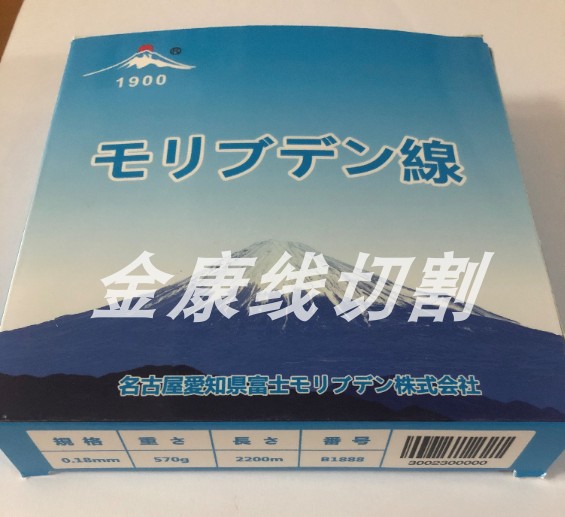 ®
1900
モリブデン線
金康线切割
名古屋愛知県富士モリブデン株式会社
規格 重さ 長さ 番号
0.18mm 570g 2200m B1888
3002300000